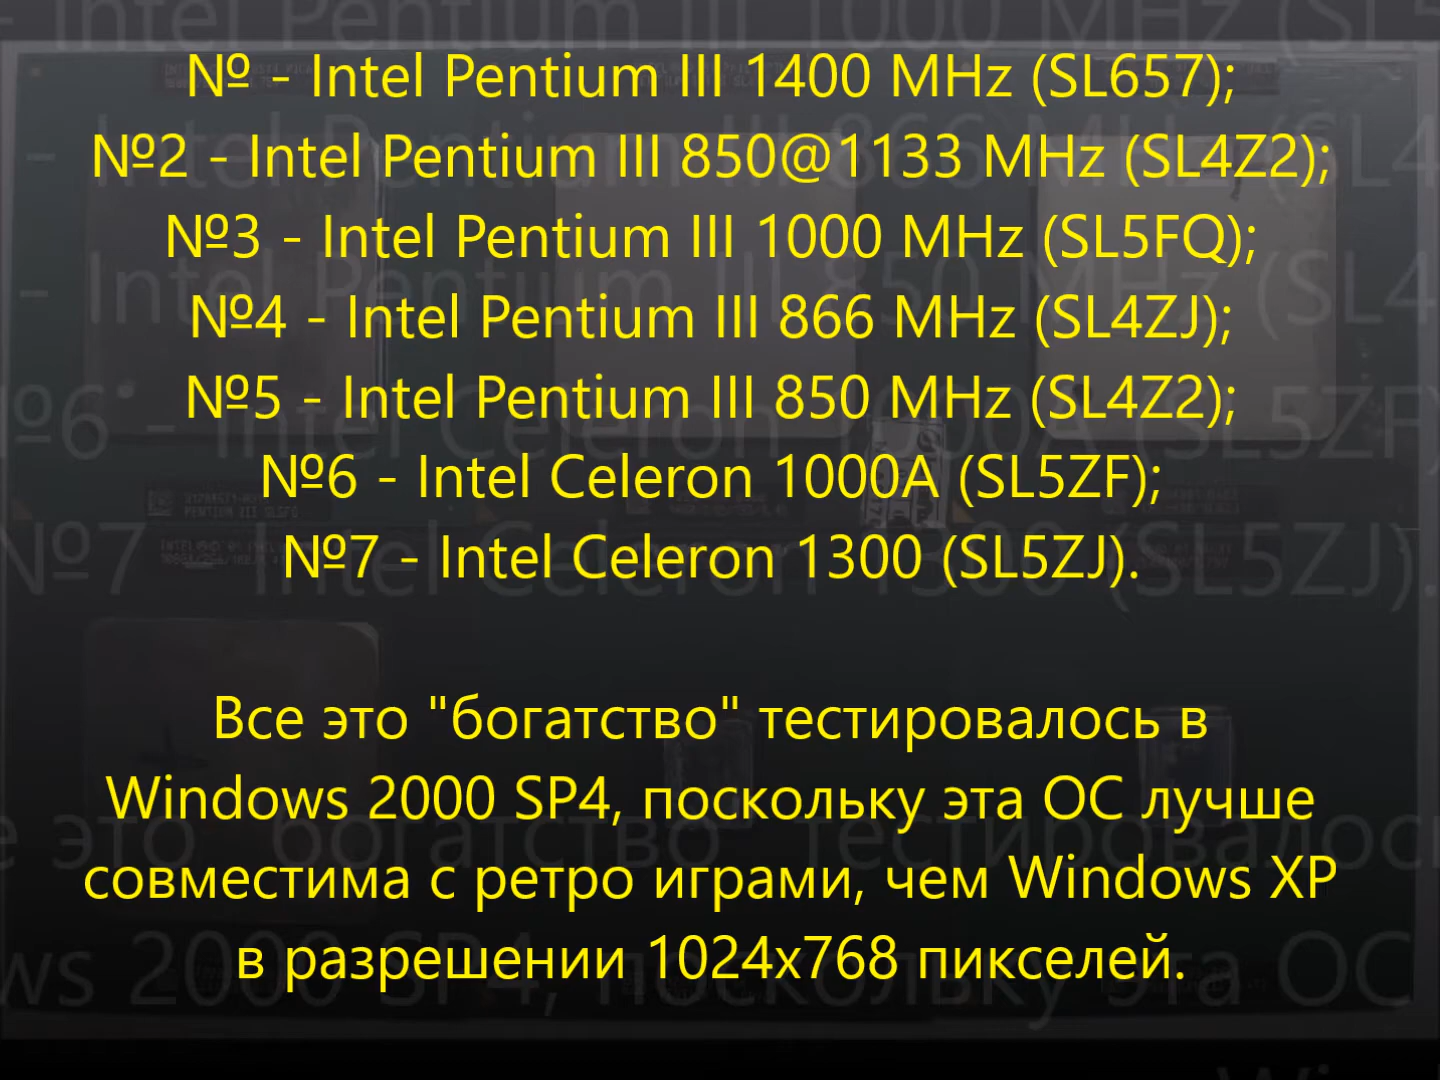 № - Intel Pentium III 1400 MHz (SL657);
№2 - Intel Pentium III 850@1133 MHz (SL4Z2);
№3 - Intel Pentium III 1000 MHz (SL5FQ);
№4 - Intel Pentium III 866 MHz (SL4ZJ);
№5 - Intel Pentium III 850 MHz (SL4Z2);
№6 - Intel Celeron 1000A (SL5ZF);
№7 - Intel Celeron 1300 (SL5ZJ).
Все это "богатство" тестировалось в
Windows 2000 SP4, поскольку эта ОС лучше
совместима с ретро играми, чем Windows XP
в разрешении 1024x768 пикселей.